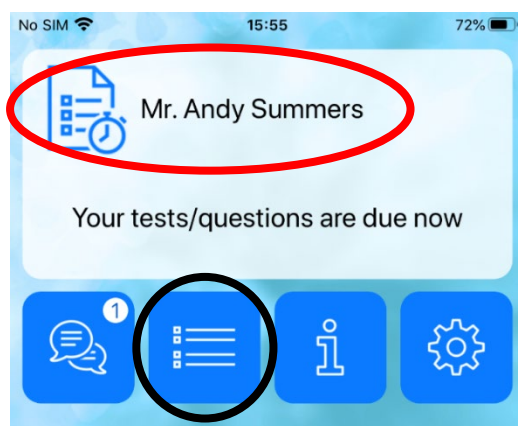 No SIM 15:55 72%
Mr. Andy Summers
Your tests/questions are due now
1